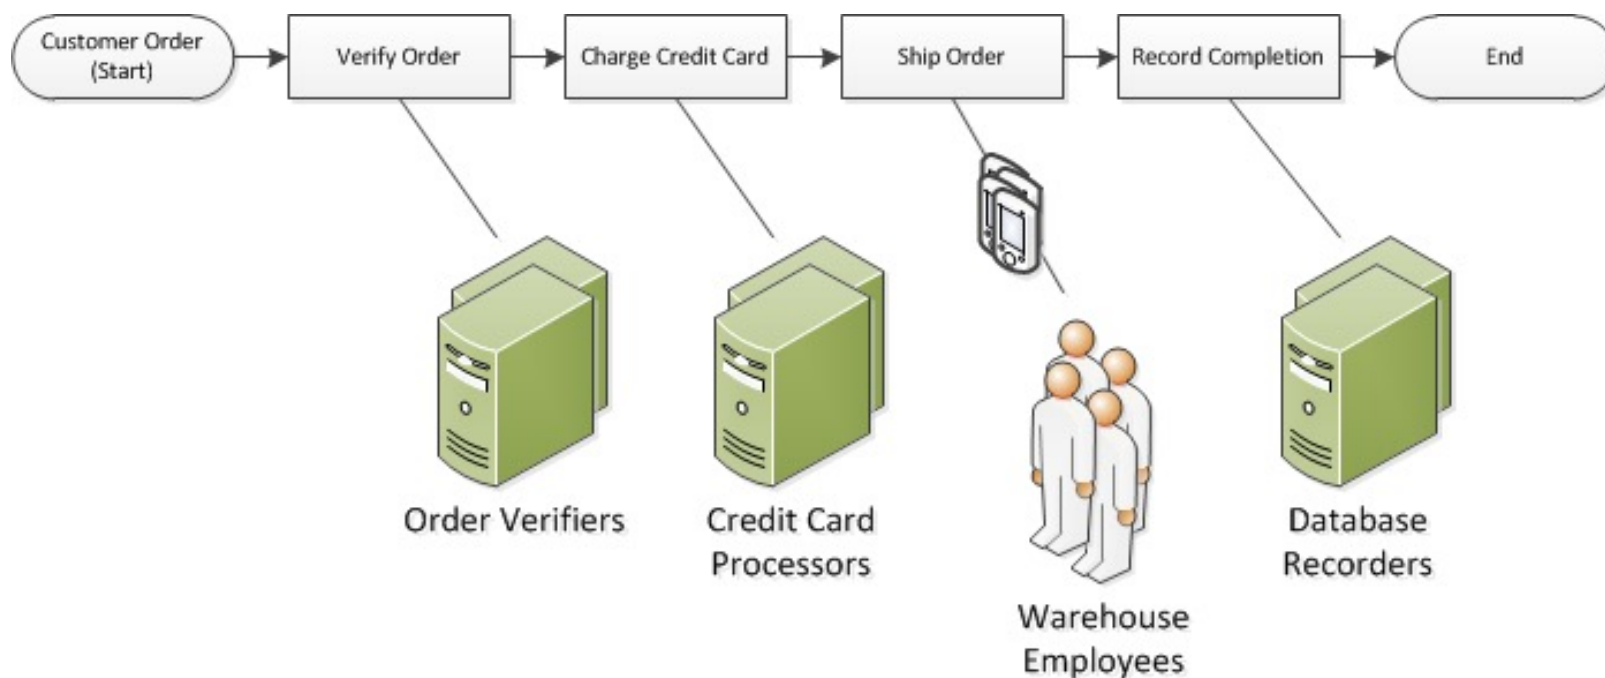 Customer Order
(Start)
Verify Order
Charge Credit Card
Ship Order
Record Completion
End
Order Verifiers
Credit Card
Processors
Warehouse
Employees
Database
Recorders